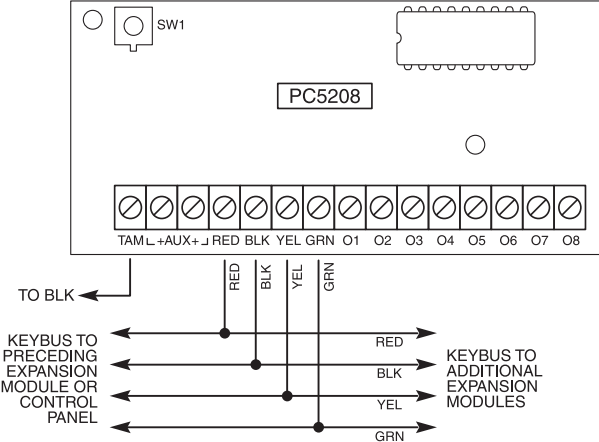 SW1
PC5208
TAM +AUX+ RED BLK YEL GRN O1 O2 O3 O4 O5 O6 O7 O8
RED BLK YEL GRN
TO BLK
RED
BLK
YEL
GRN
KEYBUS TO
PRECEDING
EXPANSION
MODULE OR
CONTROL
PANEL
KEYBUS TO
ADDITIONAL
EXPANSION
MODULES